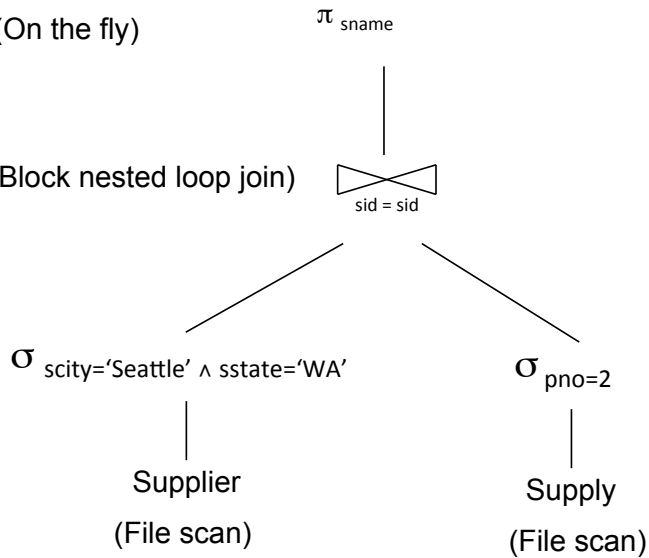 (On the fly) π sname
Block nested loop join)
sid = sid
σ scity='Seattle' ∧ sstate='WA' σ pno=2
Supplier Supply
(File scan) (File scan)